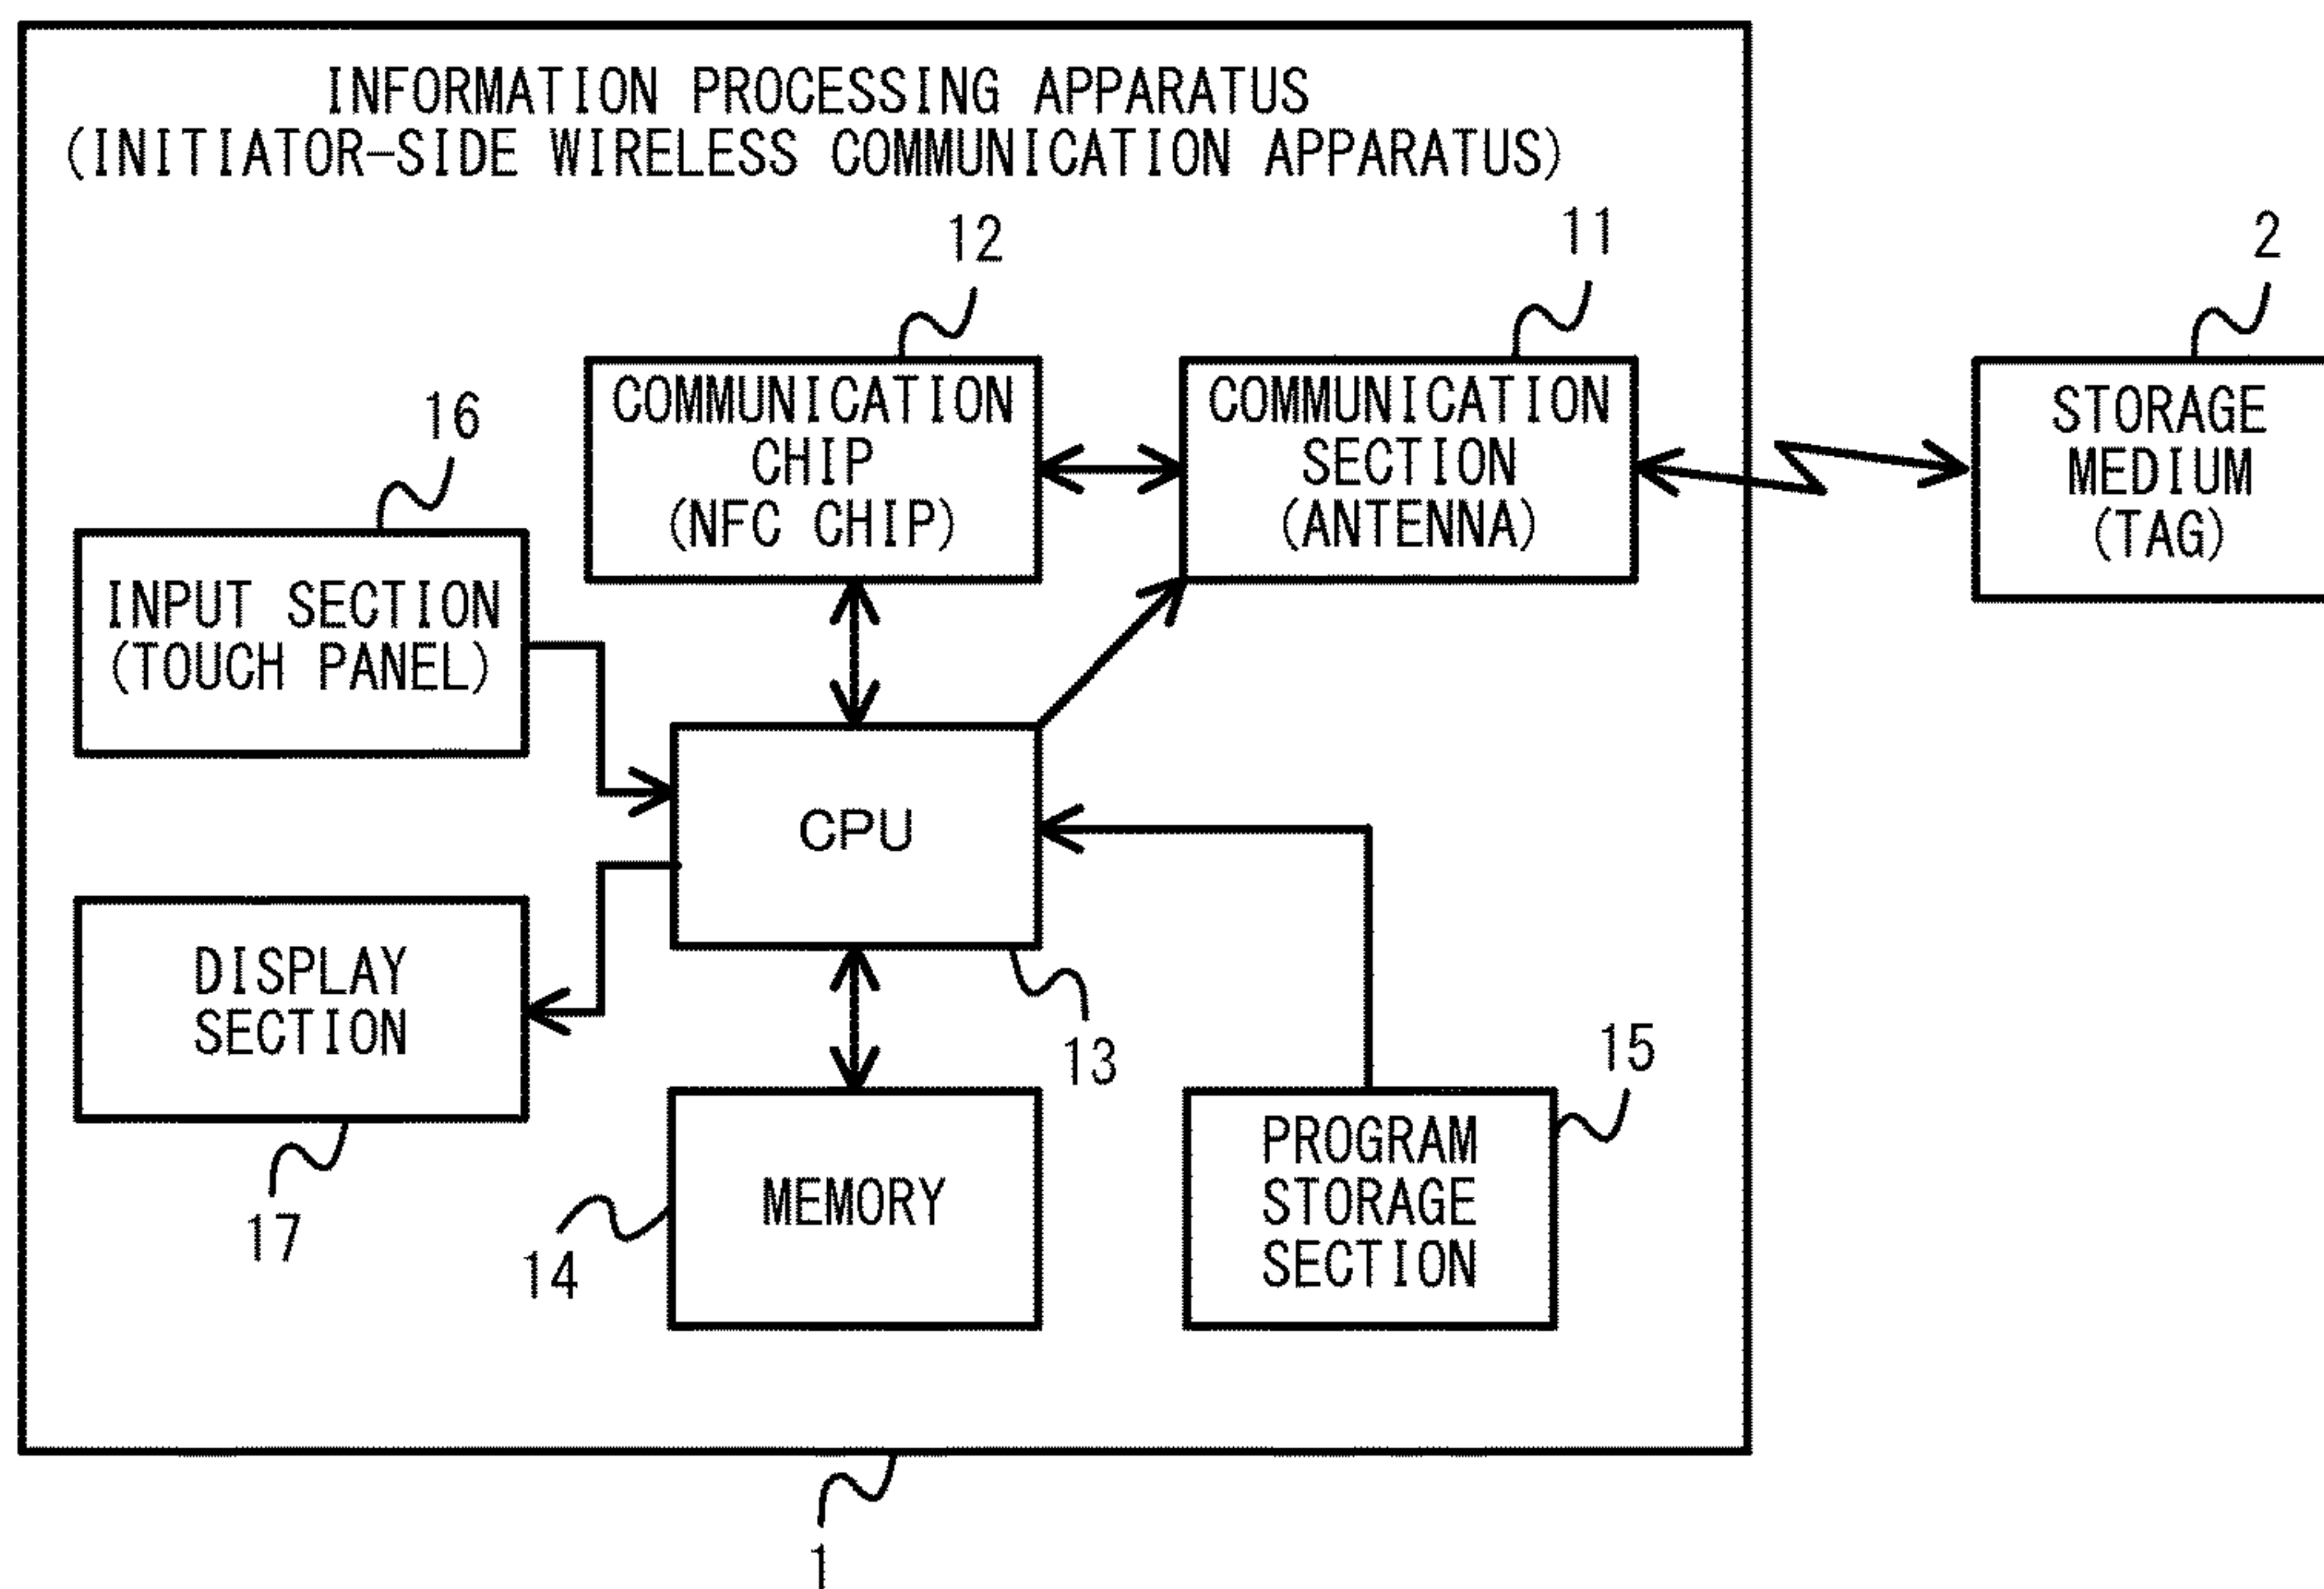 INFORMATION PROCESSING APPARATUS
(INITIATOR-SIDE WIRELESS COMMUNICATION APPARATUS)
12
11
2
16
COMMUNICATION
CHIP
(NFC CHIP)
COMMUNICATION
SECTION
(ANTENNA)
STORAGE
MEDIUM
(TAG)
INPUT SECTION
(TOUCH PANEL)
CPU
DISPLAY
SECTION
13
15
17
14
MEMORY
PROGRAM
STORAGE
SECTION
1